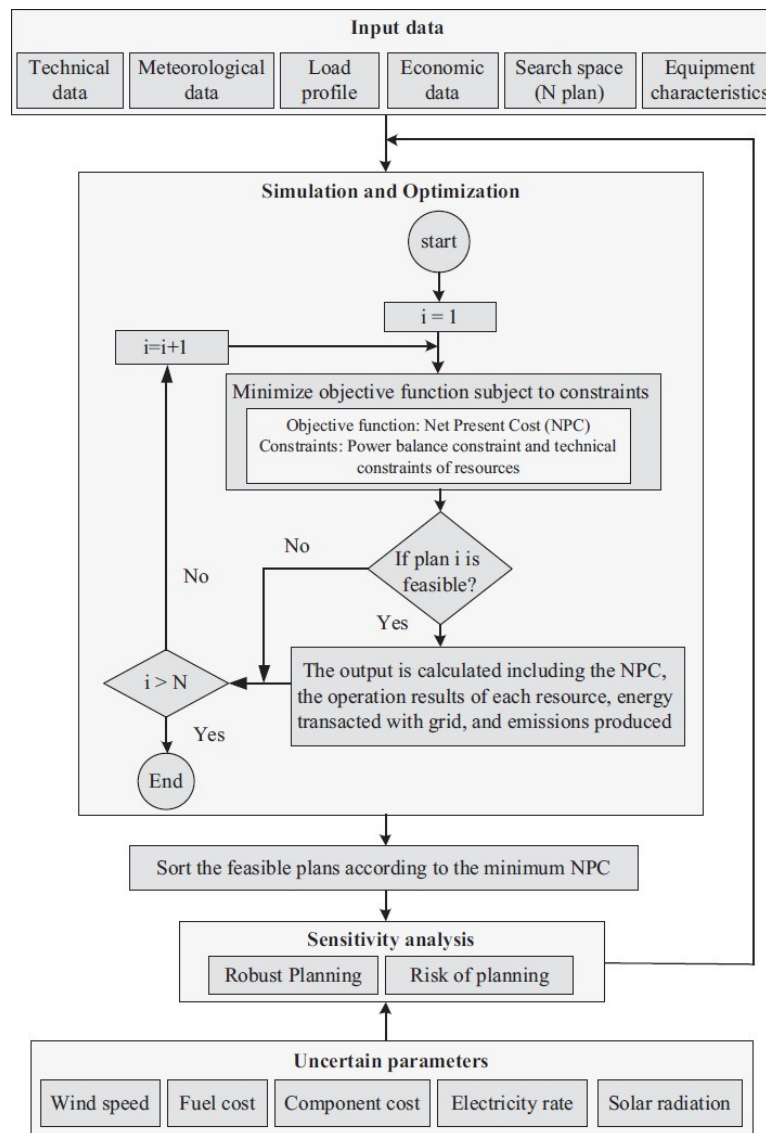 Input data
Technical
data
Meteorological
data
Load
profile
Economic
data
Search space
(N plan)
Equipment
characteristics
Simulation and Optimization
start
i = 1
i=i+1
Minimize objective function subject to constraints
Objective function: Net Present Cost (NPC)
Constraints: Power balance constraint and technical
constraints of resources
If plan i is
feasible?
No
Yes
No
The output is calculated including the NPC,
the operation results of each resource, energy
transacted with grid, and emissions produced
i > N
Yes
End
Sort the feasible plans according to the minimum NPC
Sensitivity analysis
Robust Planning
Risk of planning
Uncertain parameters
Wind speed
Fuel cost
Component cost
Electricity rate
Solar radiation